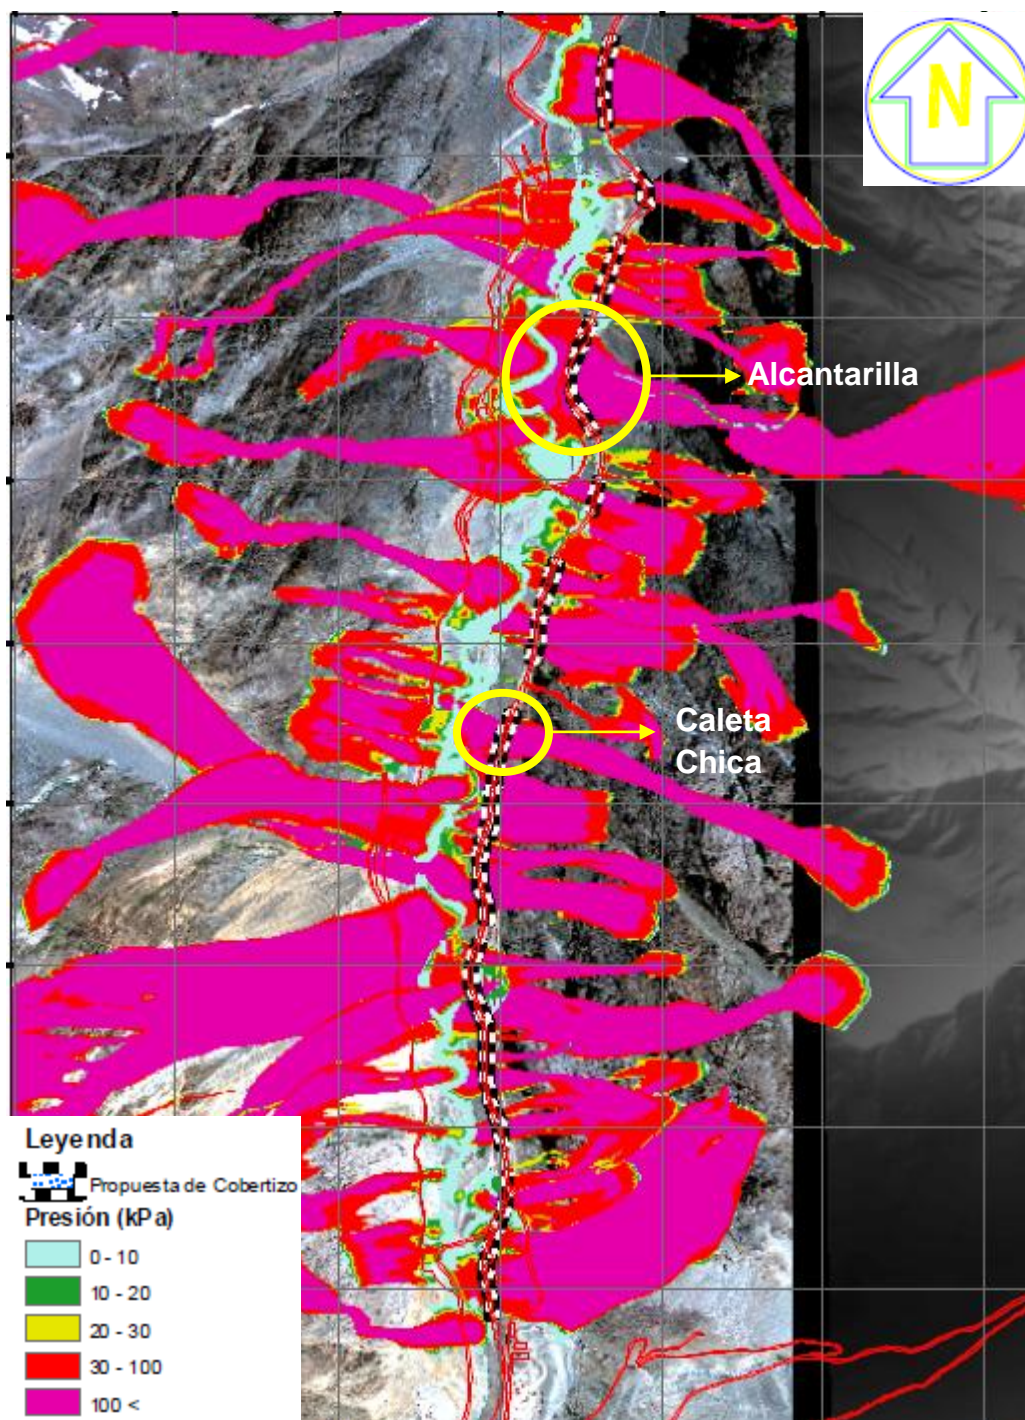 N
Alcantarilla
Caleta
Chica
Leyenda
Propuesta de Cobertizo
Presión (kPa)
0 - 10
10 - 20
20 - 30
30 - 100
100 <